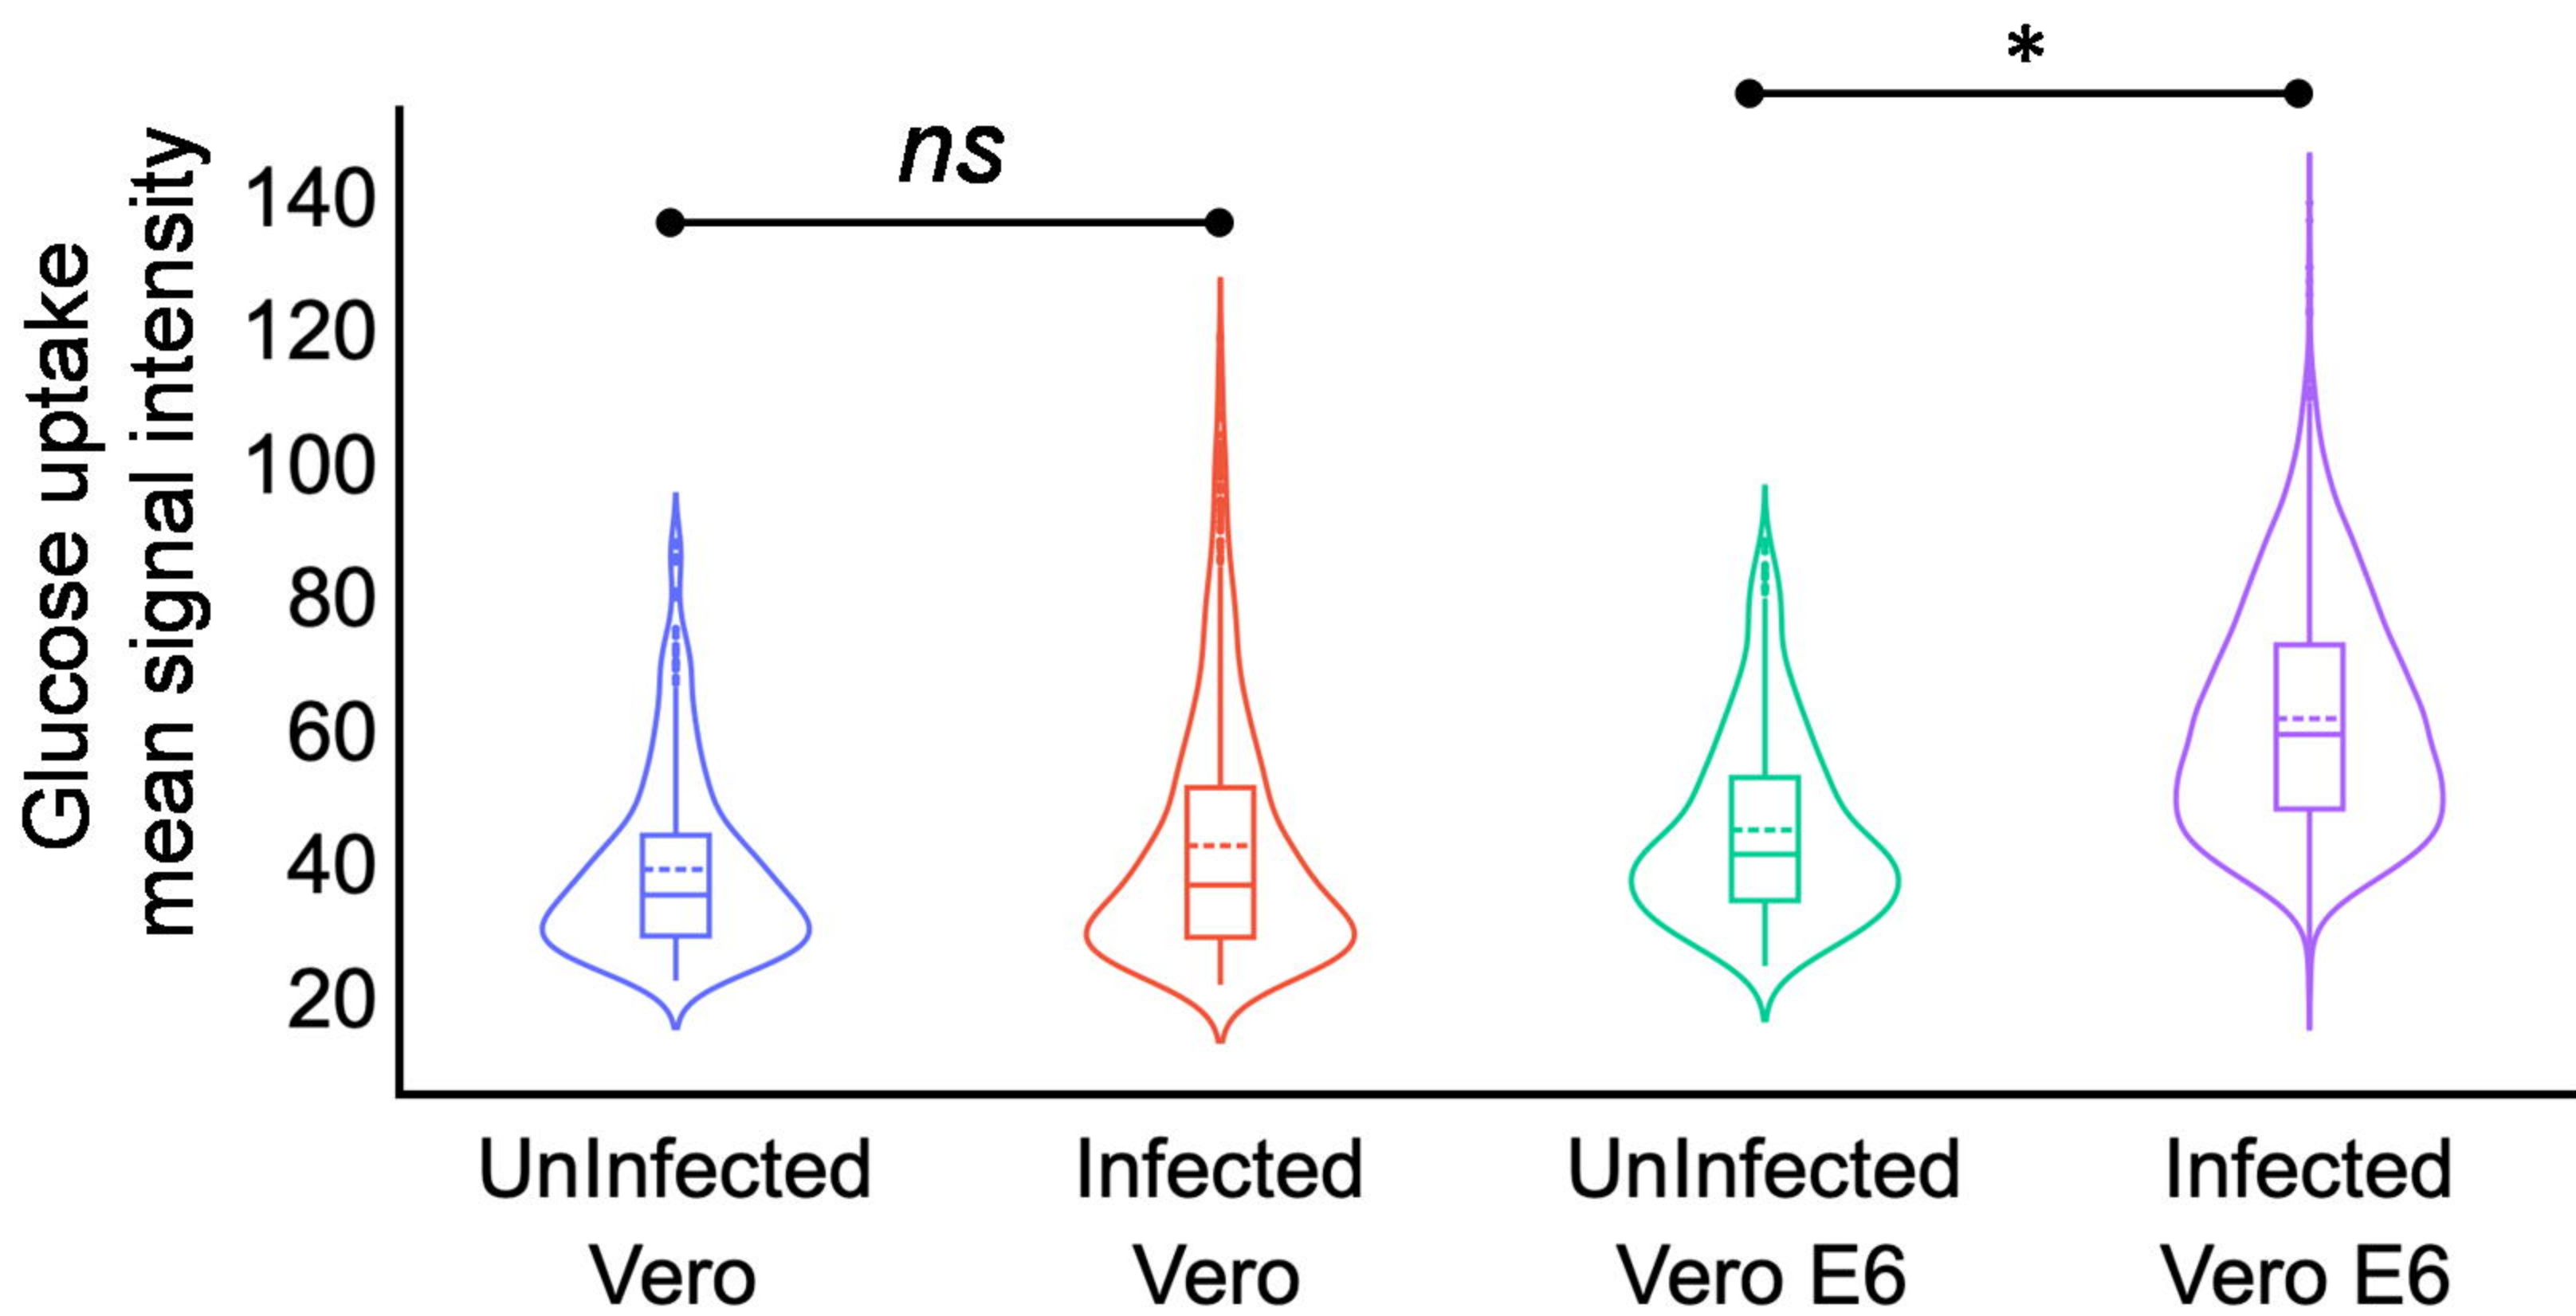 Glucose uptake
mean signal intensity
140
120
100
80
60
40
20
ns
*
UnInfected
Vero
Infected
Vero
UnInfected
Vero E6
Infected
Vero E6